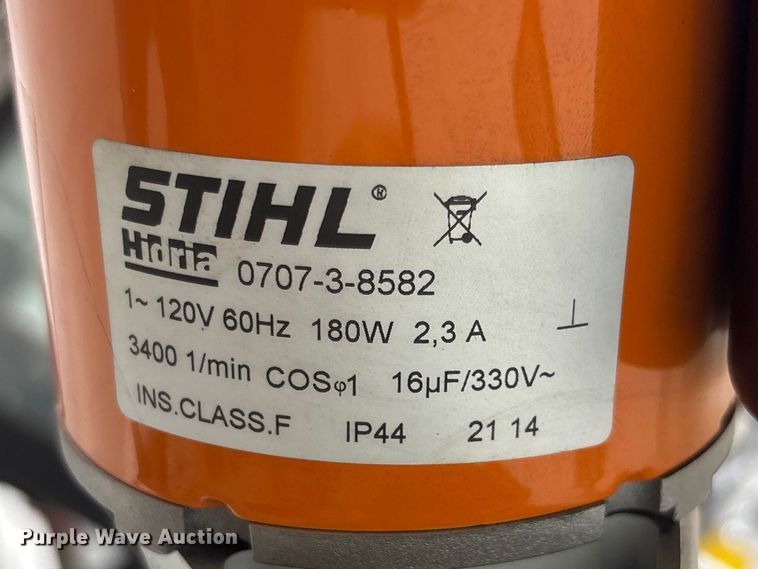 STIHL®
Hidria 0707-3-8582
1~ 120V 60Hz 180W 2,3 A
3400 1/min COSφ1 16µF/330V~
INS.CLASS.F IP44 21 14
Purple Wave Auction